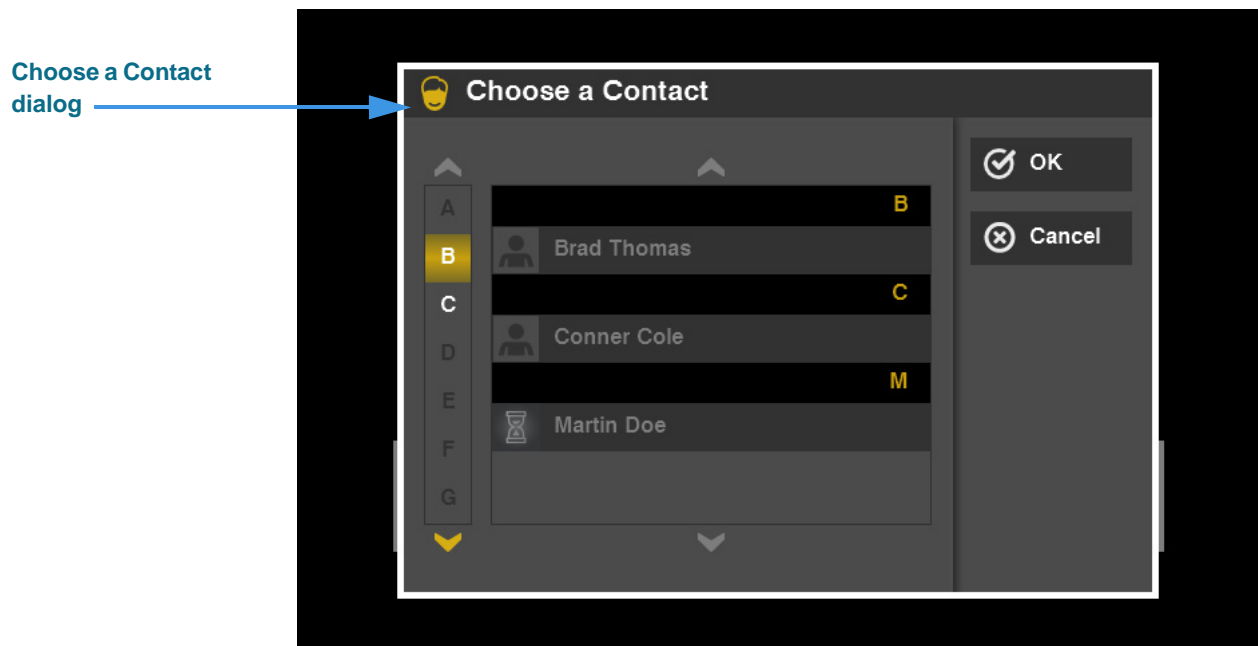 Choose a Contact
dialog
Choose a Contact
A
B
C
D
E
F
G
B
Brad Thomas
C
Conner Cole
M
Martin Doe
OK
Cancel